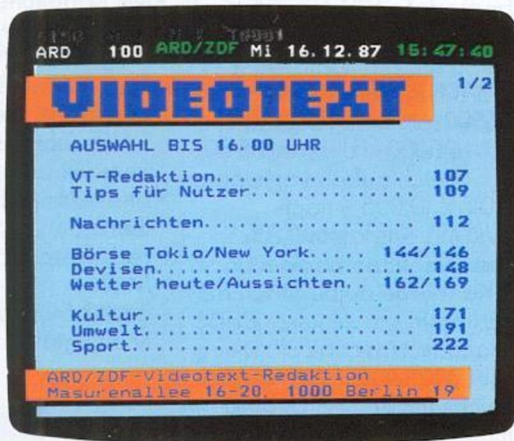 ARD 100 ARD/ZDF Mi 16.12.87 15:47:40
1/2
VIDEOTEXT
AUSWAHL BIS 16.00 UHR
VT-Redaktion................. 107
Tips für Nutzer.............. 109
Nachrichten.................. 112
Börse Tokio/New York..... 144/146
Devisen...................... 148
Wetter heute/Aussichten.. 162/169
Kultur....................... 171
Umwelt....................... 191
Sport........................ 222
ARD/ZDF-Videotext-Redaktion
Masurenallee 16-20, 1000 Berlin 19